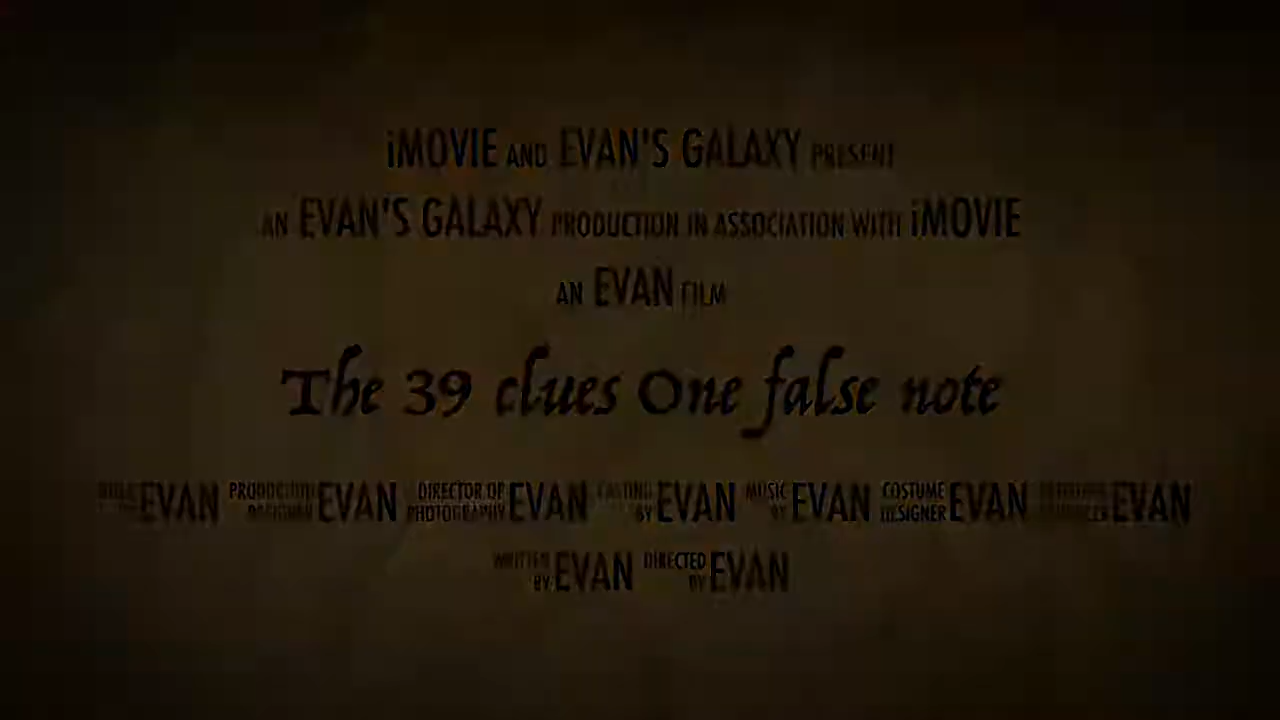 iMOVIE AND EVAN'S GALAXY PRESENT
AN EVAN'S GALAXY PRODUCTION IN ASSOCIATION WITH iMOVIE
AN EVAN FILM
The 39 clues One false note
EVAN PRODUCTION DESIGNER EVAN DIRECTOR OF PHOTOGRAPHY EVAN CASTING BY EVAN MUSIC BY EVAN COSTUME DESIGNER EVAN PRODUCER EVAN
WRITTEN BY EVAN DIRECTED BY EVAN